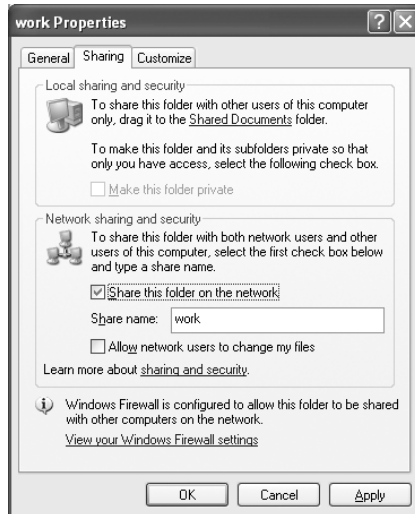 work Properties
General Sharing Customize
Local sharing and security
To share this folder with other users of this computer
only, drag it to the Shared Documents folder.
To make this folder and its subfolders private so that
only you have access, select the following check box.
Make this folder private
Network sharing and security
To share this folder with both network users and other
users of this computer, select the first check box below
and type a share name.
Share this folder on the network
Share name: work
Allow network users to change my files
Learn more about sharing and security.
Windows Firewall is configured to allow this folder to be shared
with other computers on the network.
View your Windows Firewall settings
OK Cancel Apply